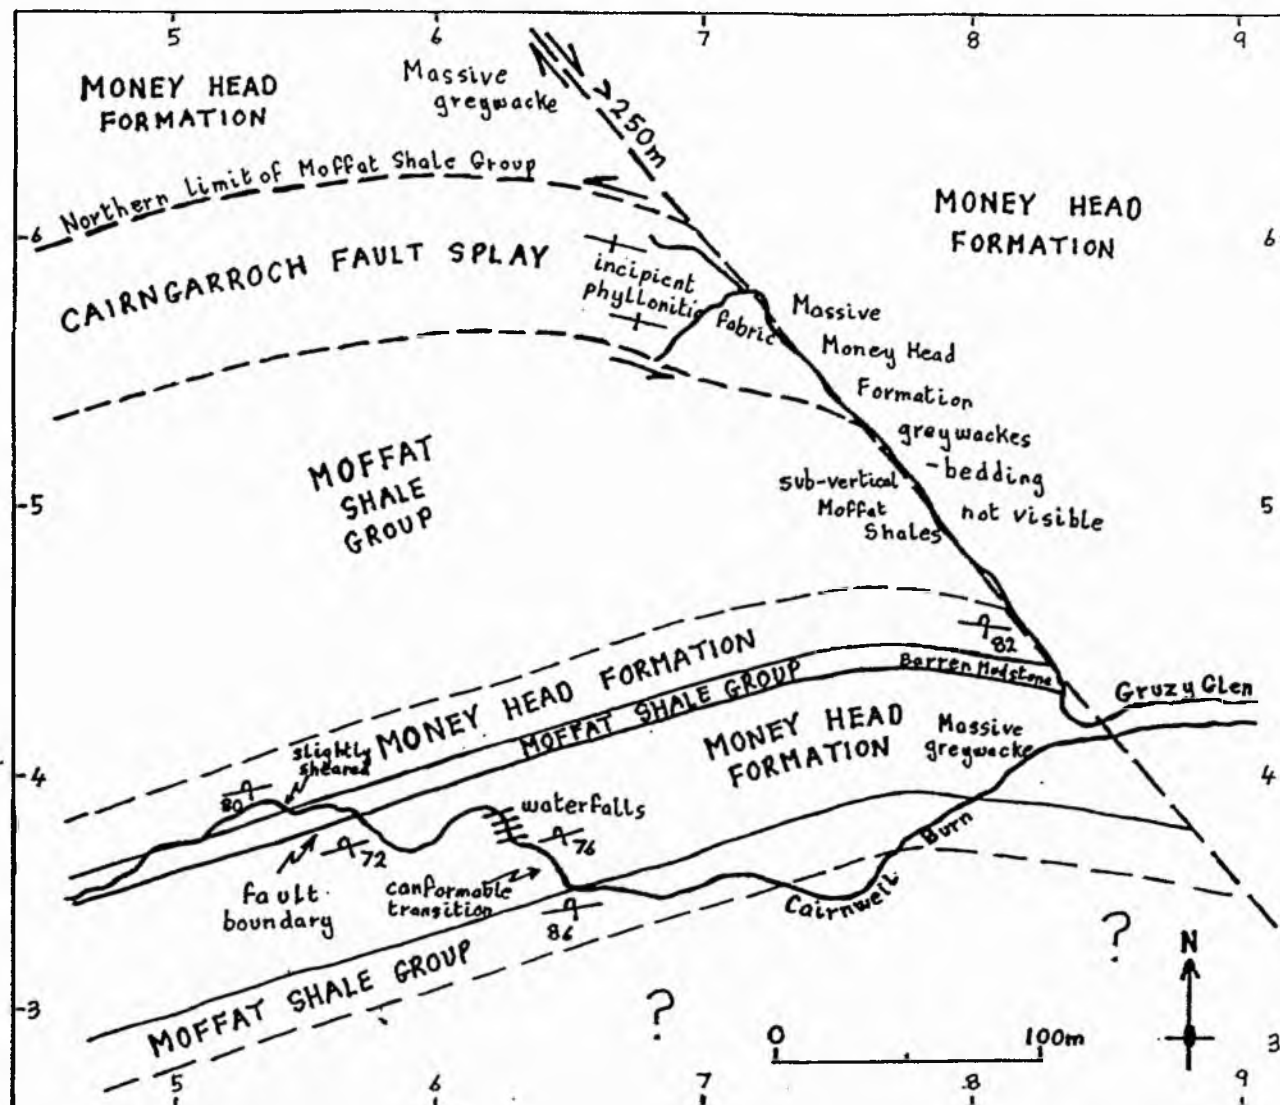 5 6 7 8 9
MONEY HEAD
FORMATION
Massive
greywacke
>250m
Northern Limit of Moffat Shale Group
MONEY HEAD
FORMATION
6 6
CAIRNGARROCH FAULT SPLAY
incipient
phyllonitic fabric
Massive
Money Head
Formation
greywackes
- bedding
not visible
MOFFAT
SHALE
GROUP
sub-vertical
Moffat
Shales
5 5
82
MONEY HEAD FORMATION
Barren Mudstone
MOFFAT SHALE GROUP
Gruzy Glen
MONEY HEAD
FORMATION
Massive
greywacke
slightly
sheared
4 4
80
waterfalls
72
76
Burn
Cairnweil
fault
boundary
conformable
transition
86
MOFFAT SHALE GROUP
?
?
N
3 3
0 100m
5 6 7 8 9